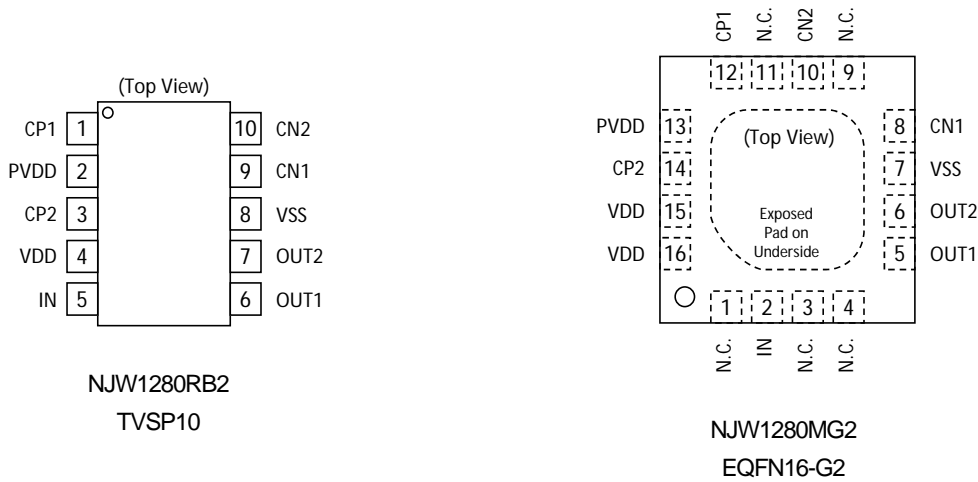 (Top View)
CP1 1 10 CN2
PVDD 2 9 CN1
CP2 3 8 VSS
VDD 4 7 OUT2
IN 5 6 OUT1
NJW1280RB2
TVSP10
CP1 N.C. CN2 N.C.
12 11 10 9
PVDD 13 (Top View) 8 CN1
CP2 14 7 VSS
VDD 15 6 OUT2
Exposed
Pad on
Underside
VDD 16 5 OUT1
1 2 3 4
N.C. IN N.C. N.C.
NJW1280MG2
EQFN16-G2